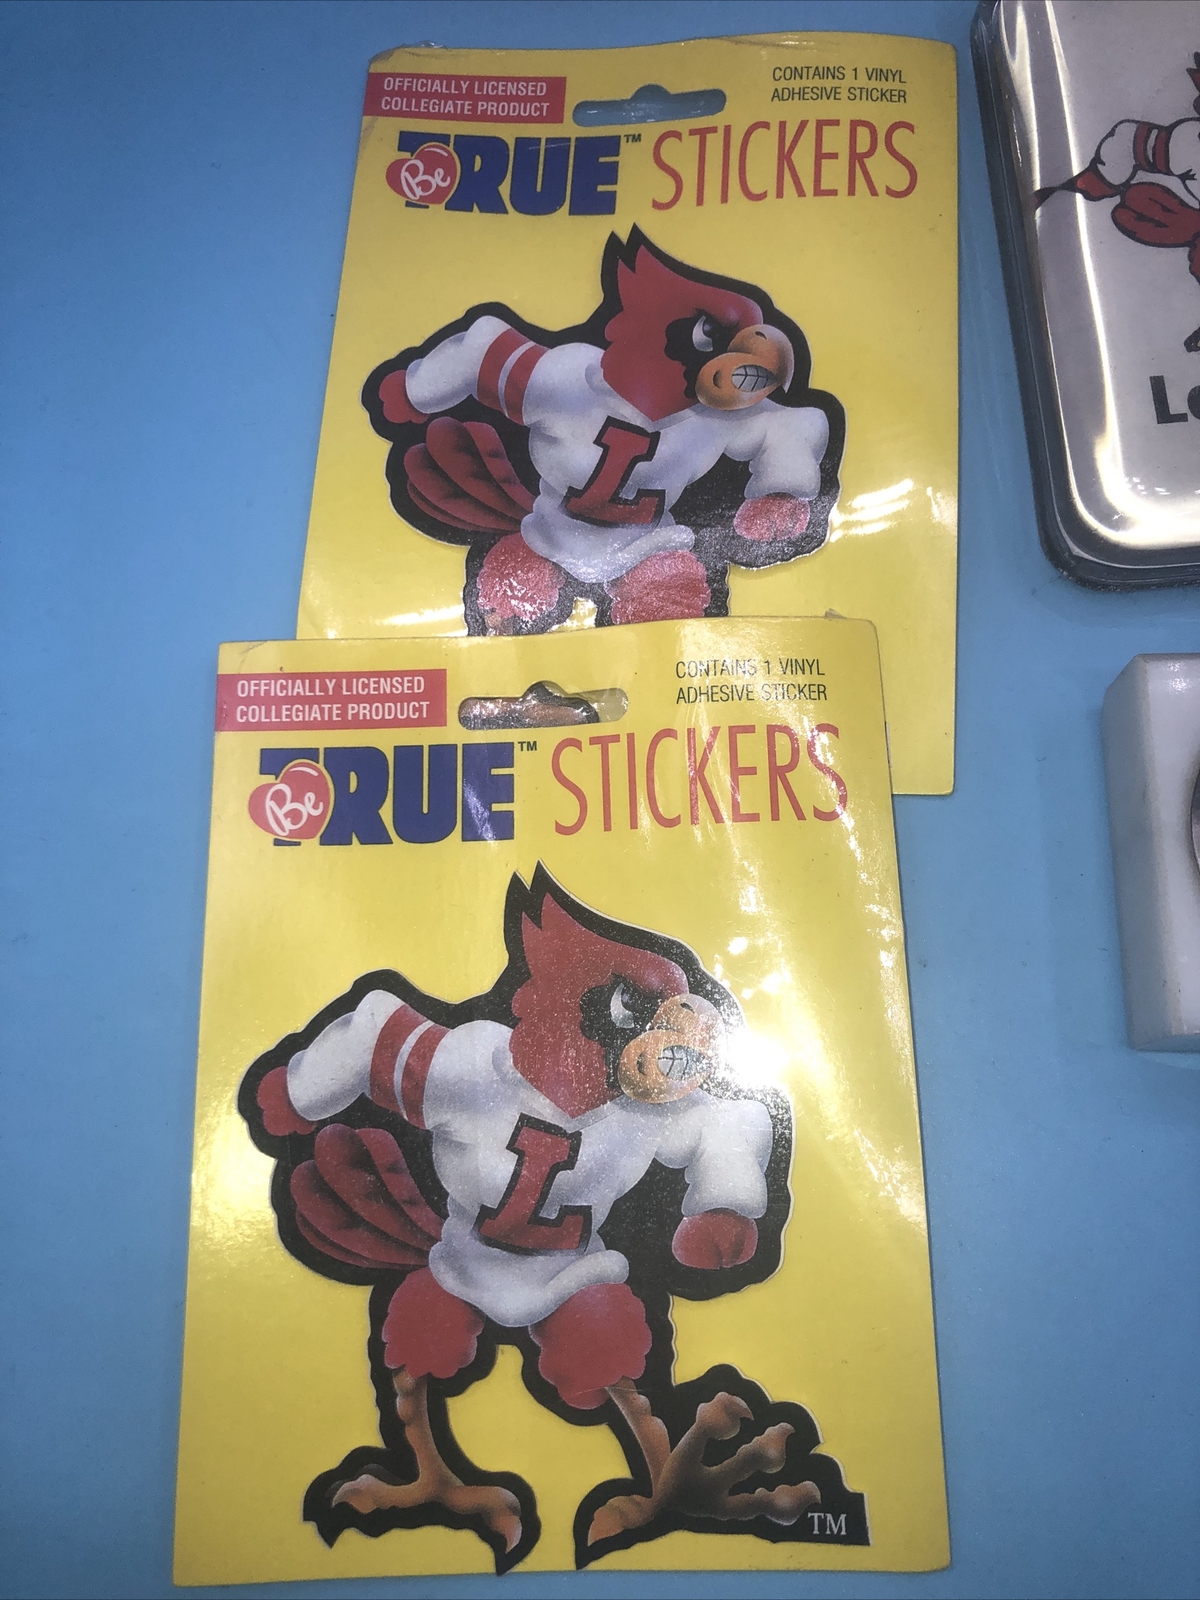 OFFICIALLY LICENSED
COLLEGIATE PRODUCT
CONTAINS 1 VINYL
ADHESIVE STICKER
Be TRUE™ STICKERS
L
OFFICIALLY LICENSED
COLLEGIATE PRODUCT
CONTAINS 1 VINYL
ADHESIVE STICKER
Be TRUE™ STICKERS
L
TM